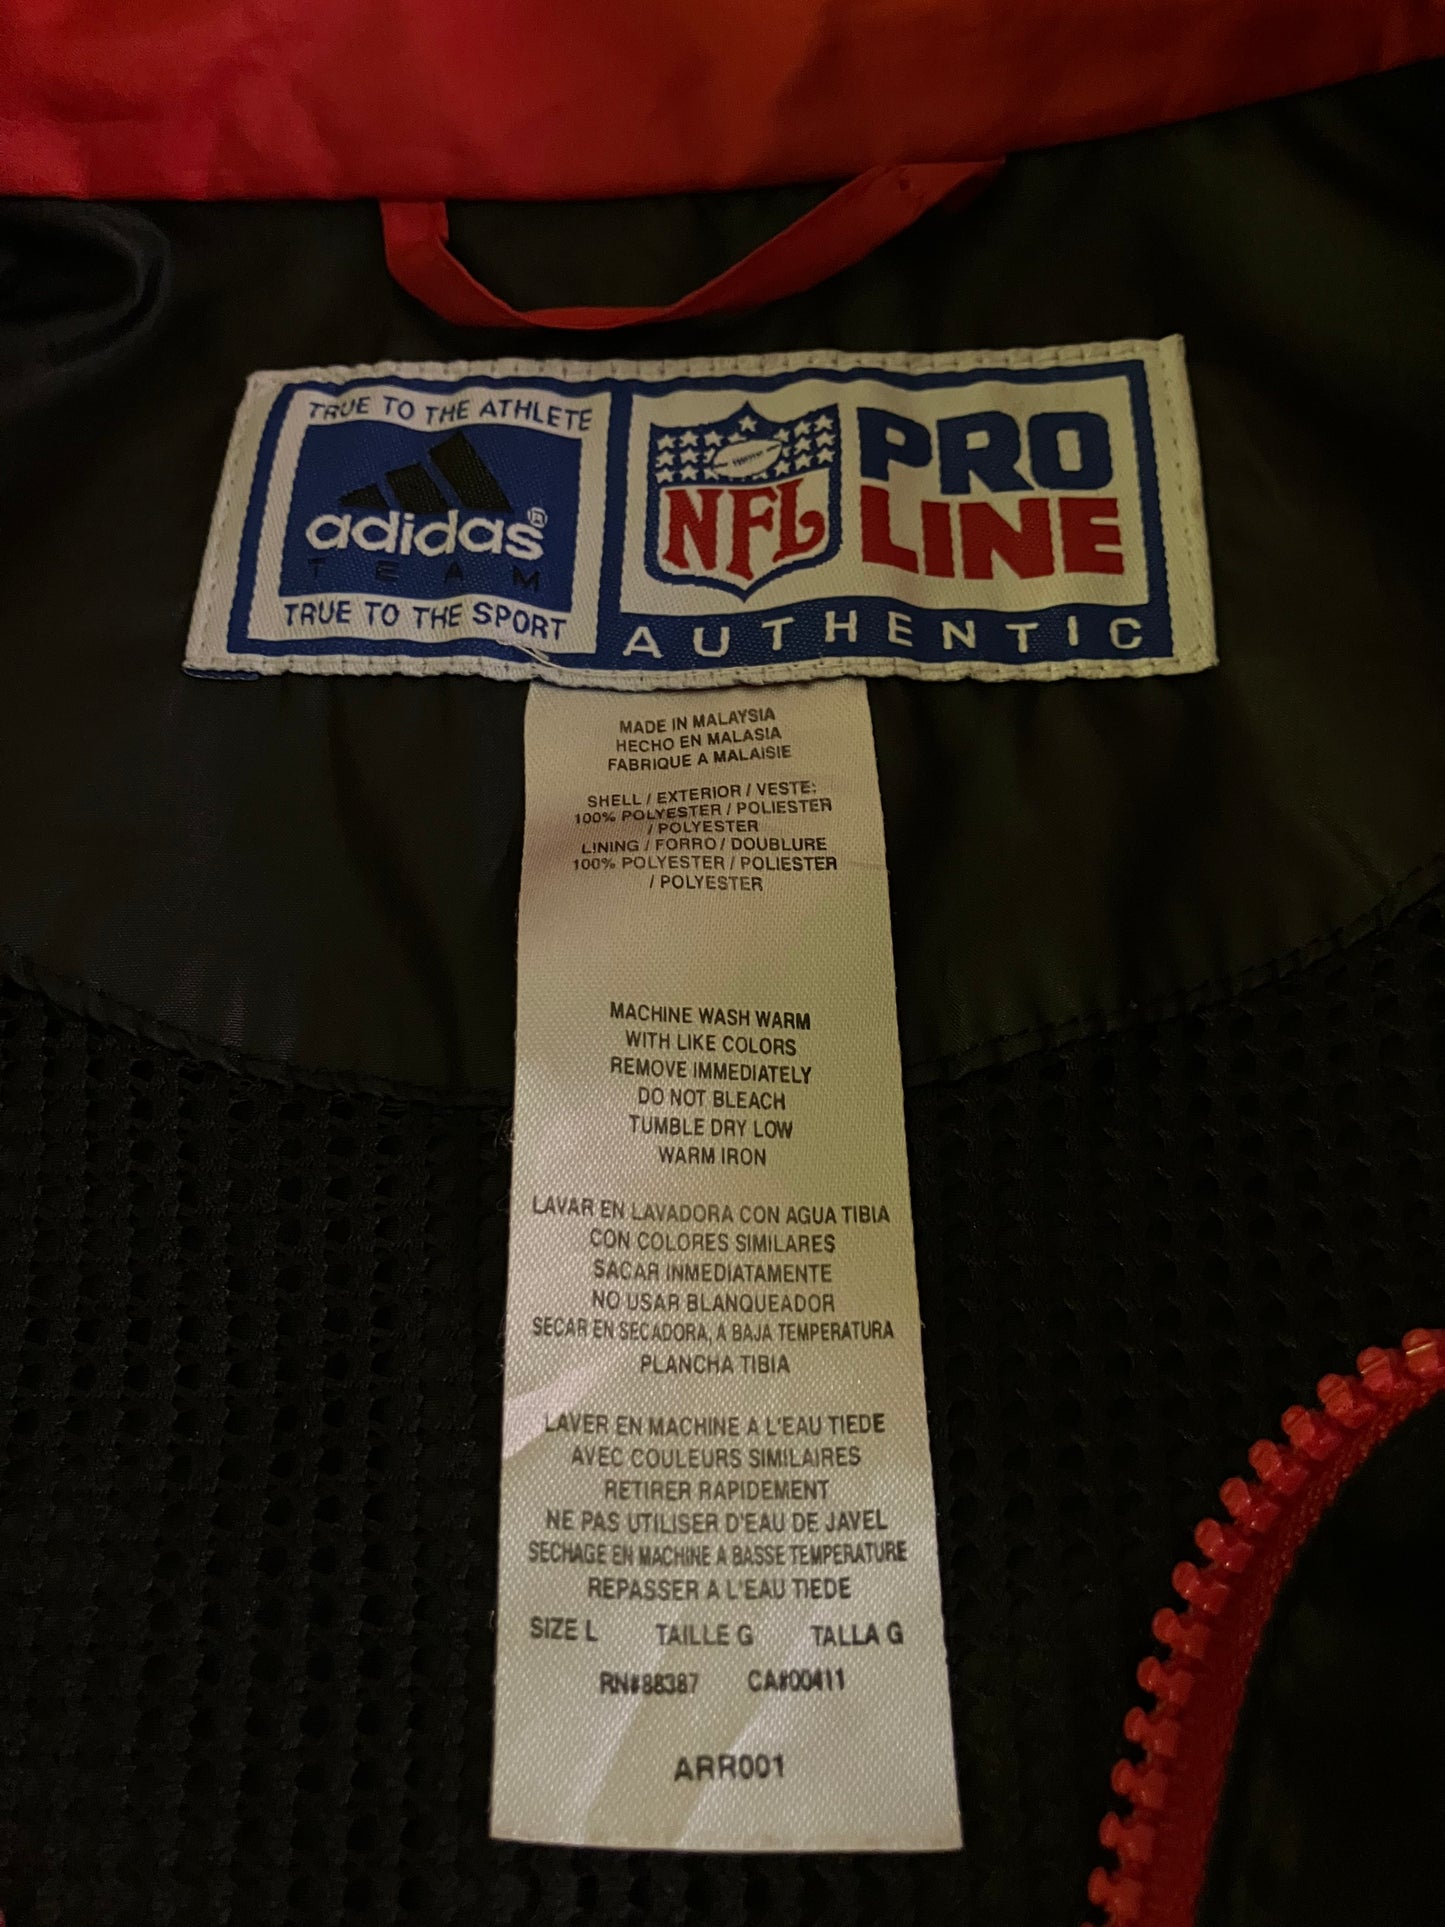 TRUE TO THE ATHLETE
adidas®
TEAM
TRUE TO THE SPORT
NFL
PRO
LINE
AUTHENTIC
MADE IN MALAYSIA
HECHO EN MALASIA
FABRIQUE A MALAISIE
SHELL / EXTERIOR / VESTE:
100% POLYESTER / POLIESTER
/ POLYESTER
LINING / FORRO / DOUBLURE
100% POLYESTER / POLIESTER
/ POLYESTER
MACHINE WASH WARM
WITH LIKE COLORS
REMOVE IMMEDIATELY
DO NOT BLEACH
TUMBLE DRY LOW
WARM IRON
LAVAR EN LAVADORA CON AGUA TIBIA
CON COLORES SIMILARES
SACAR INMEDIATAMENTE
NO USAR BLANQUEADOR
SECAR EN SECADORA, A BAJA TEMPERATURA
PLANCHA TIBIA
LAVER EN MACHINE A L'EAU TIEDE
AVEC COULEURS SIMILAIRES
RETIRER RAPIDEMENT
NE PAS UTILISER D'EAU DE JAVEL
SECHAGE EN MACHINE A BASSE TEMPERATURE
REPASSER A L'EAU TIEDE
SIZE L TAILLE G TALLA G
RN#88387 CA#00411
ARR001